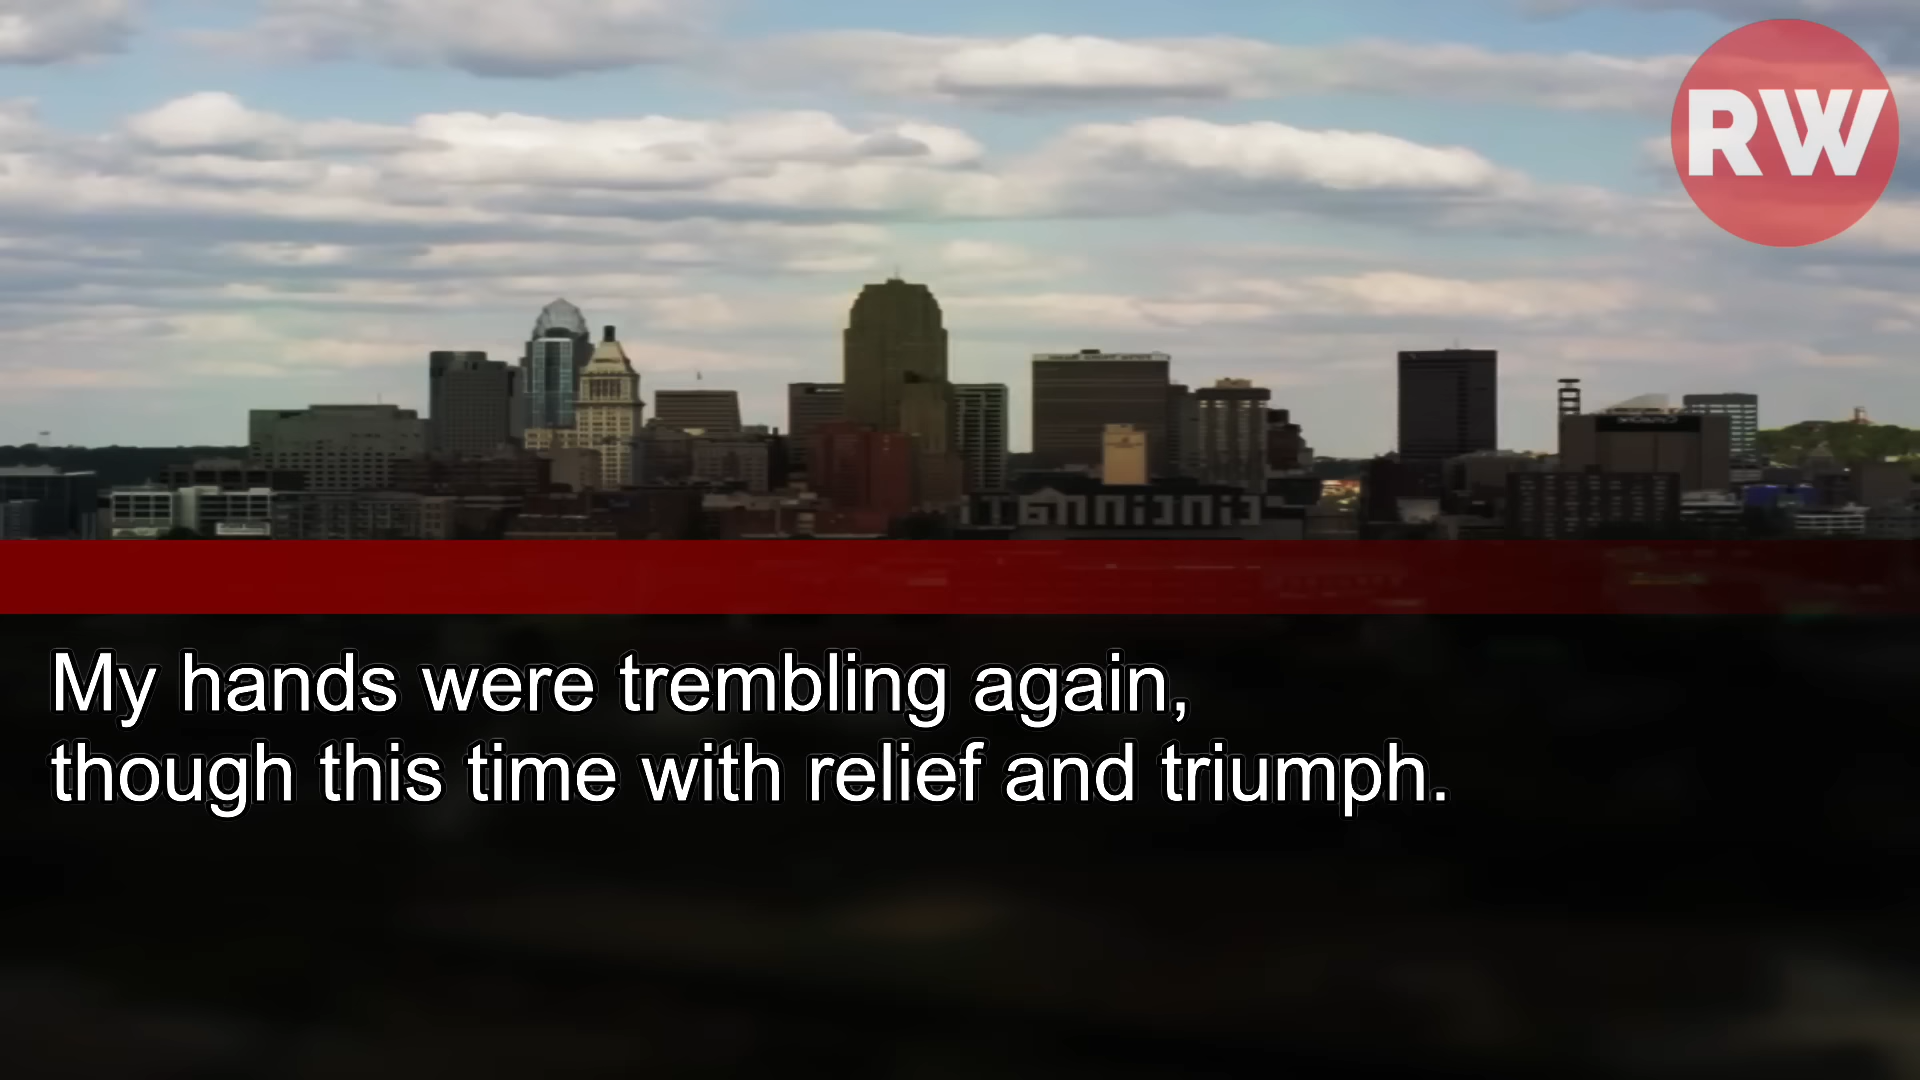 RW
My hands were trembling again,
though this time with relief and triumph.